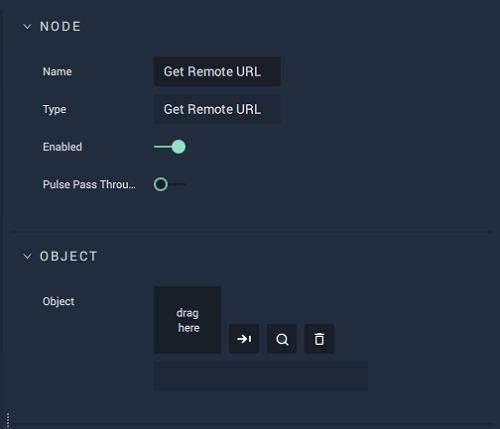 NODE
Name
Get Remote URL
Type
Get Remote URL
Enabled
Pulse Pass Throu...
OBJECT
Object
drag
here